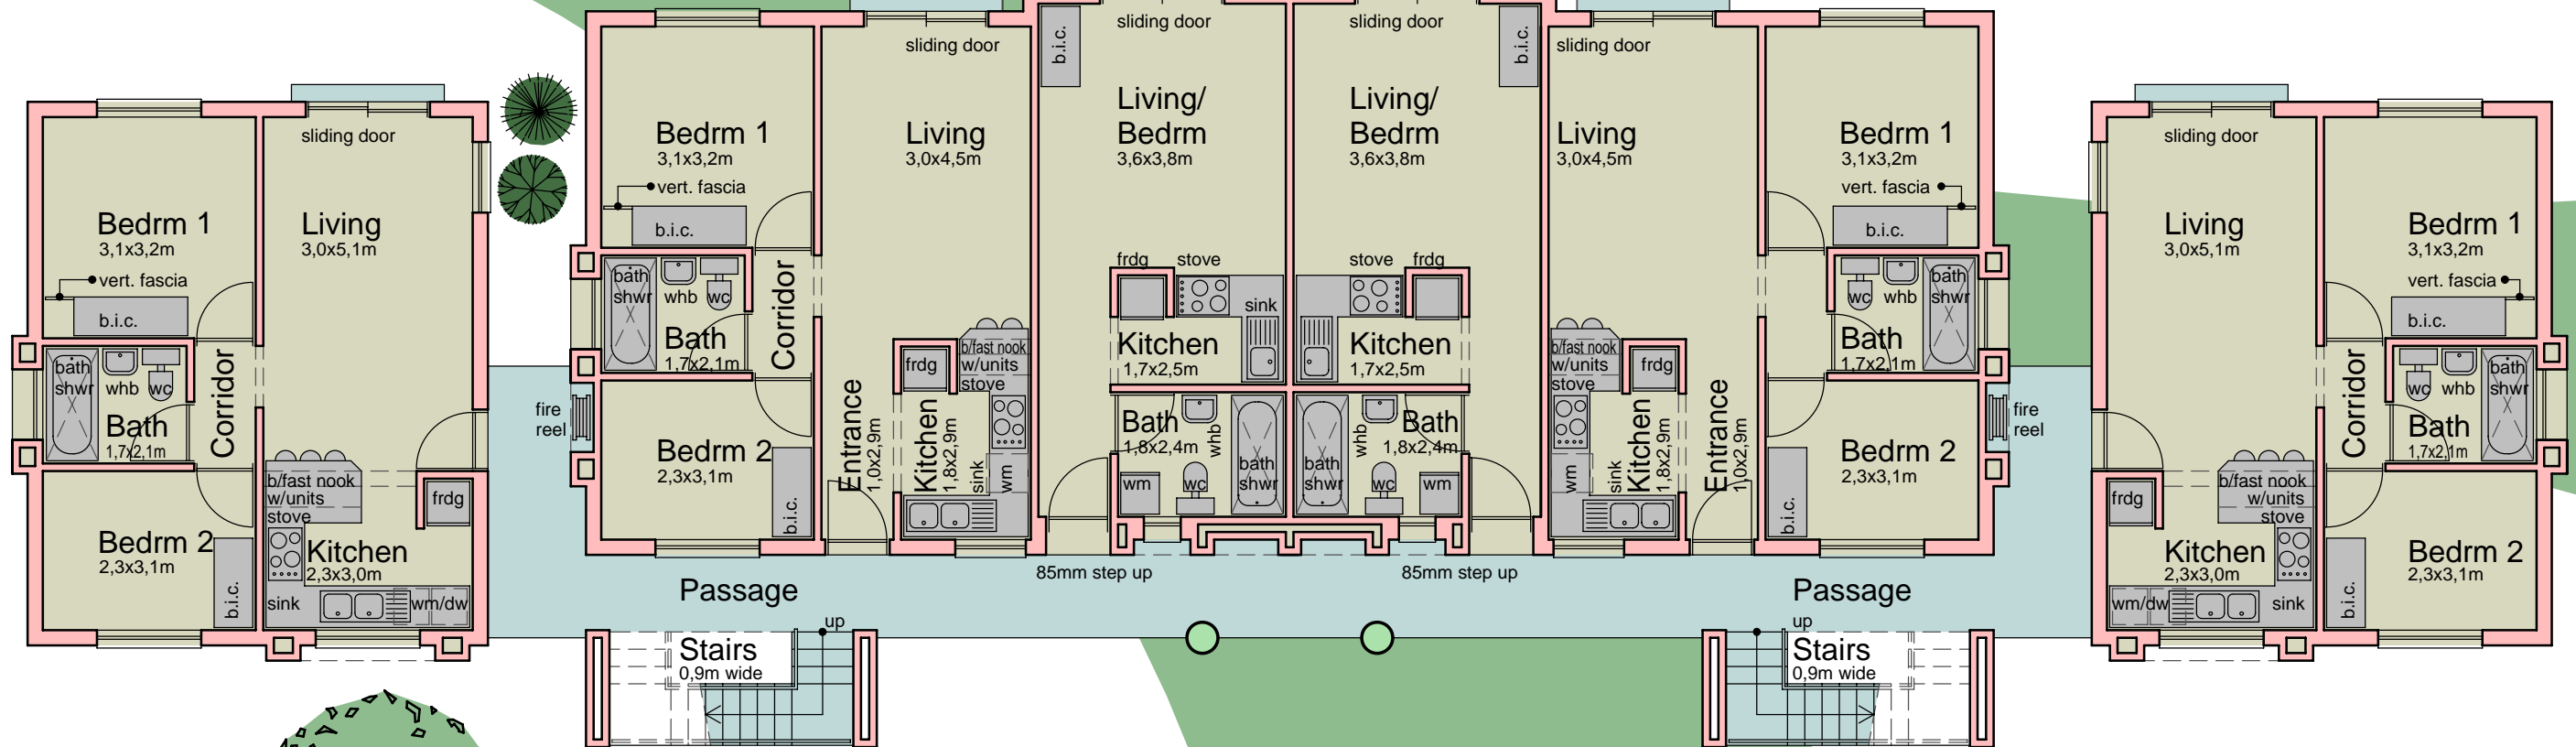 sliding door
Bedrm 1
3,1x3,2m
Living
3,0x5,1m
vert. fascia
b.i.c.
bath
shwr
whb
wc
Bath
1,7x2,1m
Corridor
Bedrm 2
2,3x3,1m
b.i.c.
b/fast nook
w/units
stove
frdg
Kitchen
2,3x3,0m
sink
wm/dw
sliding door
Bedrm 1
3,1x3,2m
Living
3,0x4,5m
vert. fascia
b.i.c.
bath
shwr
whb
wc
Bath
1,7x2,1m
Corridor
fire
reel
Bedrm 2
2,3x3,1m
b.i.c.
Entrance
1,0x2,9m
frdg
b/fast nook
w/units
stove
Kitchen
1,8x2,9m
sink
wm
b.i.c.
sliding door
Living/
Bedrm
3,6x3,8m
frdg
stove
sink
Kitchen
1,7x2,5m
Bath
1,8x2,4m
whb
wm
wc
bath
shwr
sliding door
b.i.c.
Living/
Bedrm
3,6x3,8m
stove
frdg
Kitchen
1,7x2,5m
Bath
1,8x2,4m
whb
bath
shwr
wc
wm
sliding door
Living
3,0x4,5m
Bedrm 1
3,1x3,2m
vert. fascia
b.i.c.
wc
whb
bath
shwr
Bath
1,7x2,1m
b/fast nook
w/units
stove
frdg
wm
sink
Kitchen
1,8x2,9m
Entrance
1,0x2,9m
Bedrm 2
2,3x3,1m
b.i.c.
fire
reel
sliding door
Living
3,0x5,1m
Bedrm 1
3,1x3,2m
vert. fascia
b.i.c.
Corridor
wc
whb
bath
shwr
Bath
1,7x2,1m
frdg
b/fast nook
w/units
stove
Kitchen
2,3x3,0m
wm/dw
sink
b.i.c.
Bedrm 2
2,3x3,1m
85mm step up
85mm step up
Passage
Passage
up
Stairs
0,9m wide
up
Stairs
0,9m wide